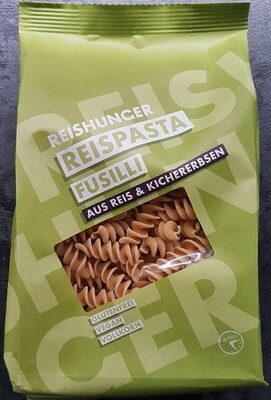 REISHUNGER
REISPASTA
FUSILLI
AUS REIS & KICHERERBSEN
GLUTENFREI
VEGAN
VOLLKORN